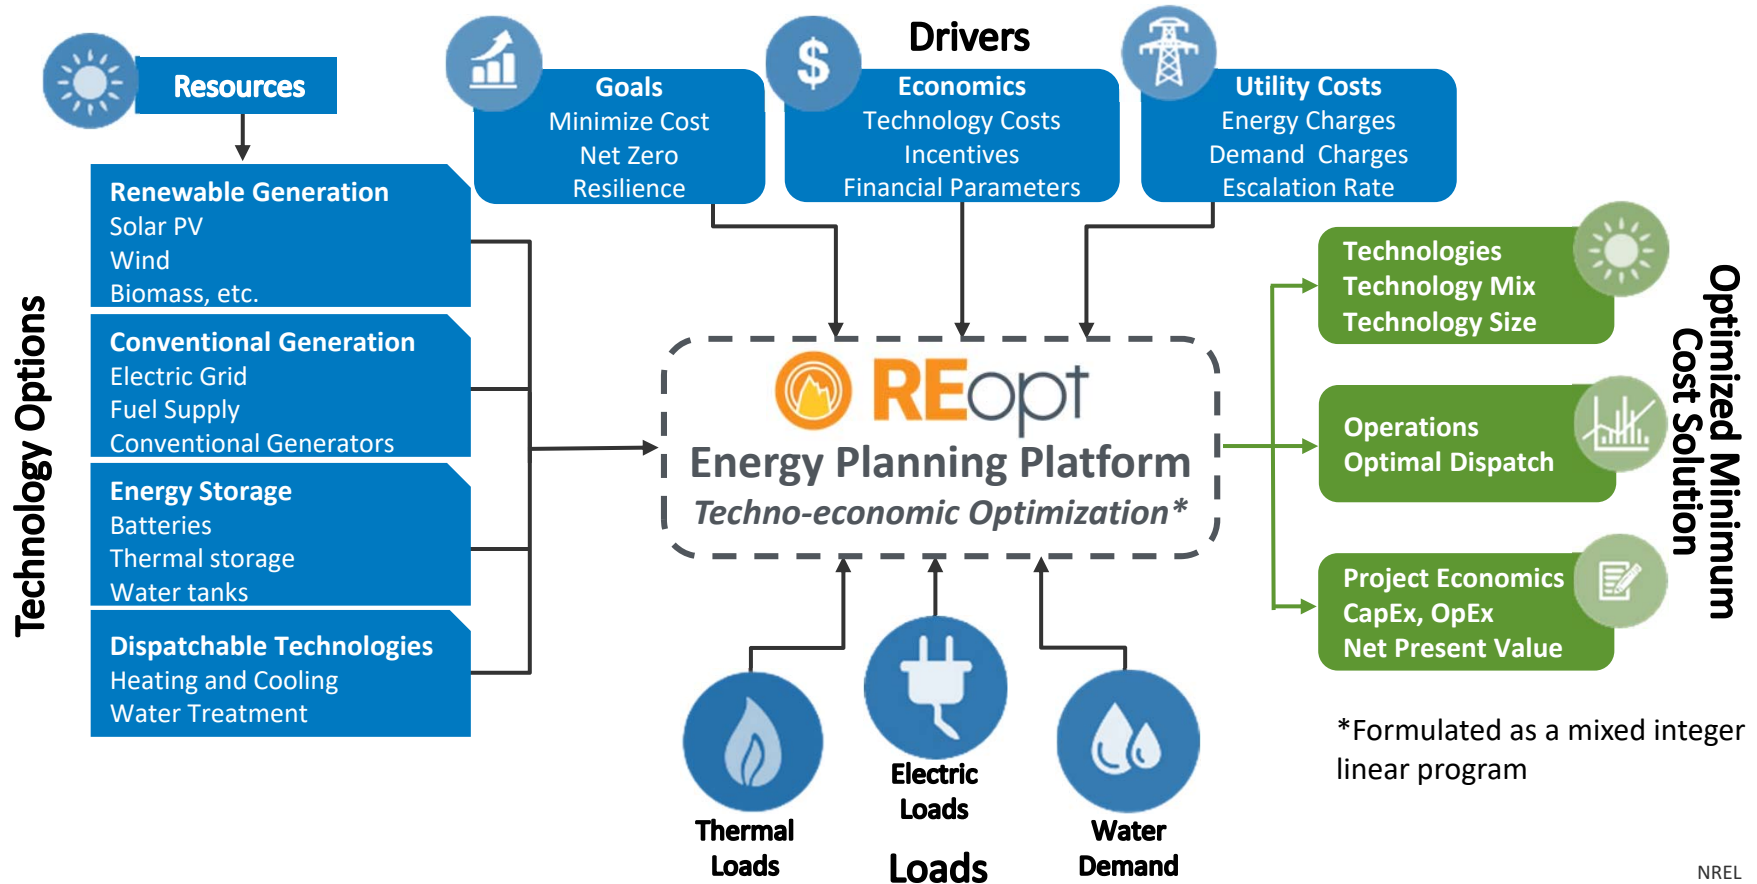 Drivers
Resources
Goals
Minimize Cost
Net Zero
Resilience
Economics
Technology Costs
Incentives
Financial Parameters
Utility Costs
Energy Charges
Demand Charges
Escalation Rate
Technology Options
Renewable Generation
Solar PV
Wind
Biomass, etc.
Conventional Generation
Electric Grid
Fuel Supply
Conventional Generators
Energy Storage
Batteries
Thermal storage
Water tanks
Dispatchable Technologies
Heating and Cooling
Water Treatment
REopt
Energy Planning Platform
Techno-economic Optimization*
Thermal
Loads
Electric
Loads
Water
Demand
Loads
Technologies
Technology Mix
Technology Size
Operations
Optimal Dispatch
Project Economics
CapEx, OpEx
Net Present Value
Optimized Minimum
Cost Solution
*Formulated as a mixed integer
linear program
NREL